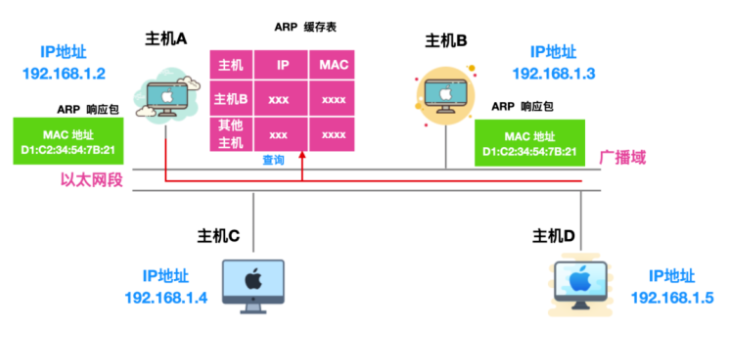 ARP 缓存表
主机A
主机B
IP地址
192.168.1.2
IP地址
192.168.1.3
主机
IP
MAC
主机B
xxx
xxxx
其他
主机
xxx
xxxx
ARP 响应包
MAC 地址
D1:C2:34:54:7B:21
ARP 响应包
MAC 地址
D1:C2:34:54:7B:21
查询
广播域
以太网段
主机C
主机D
IP地址
192.168.1.4
IP地址
192.168.1.5